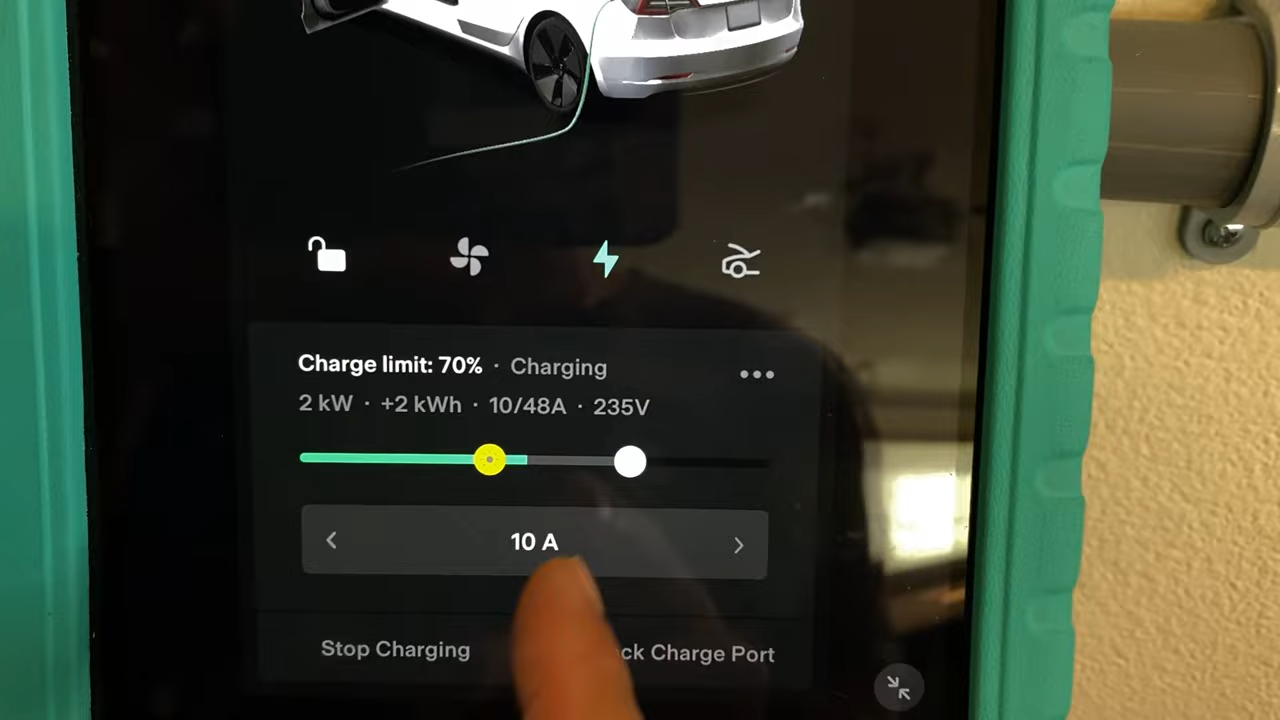 Charge limit: 70% · Charging
2 kW · +2 kWh · 10/48A · 235V
10 A
Stop Charging
ck Charge Port